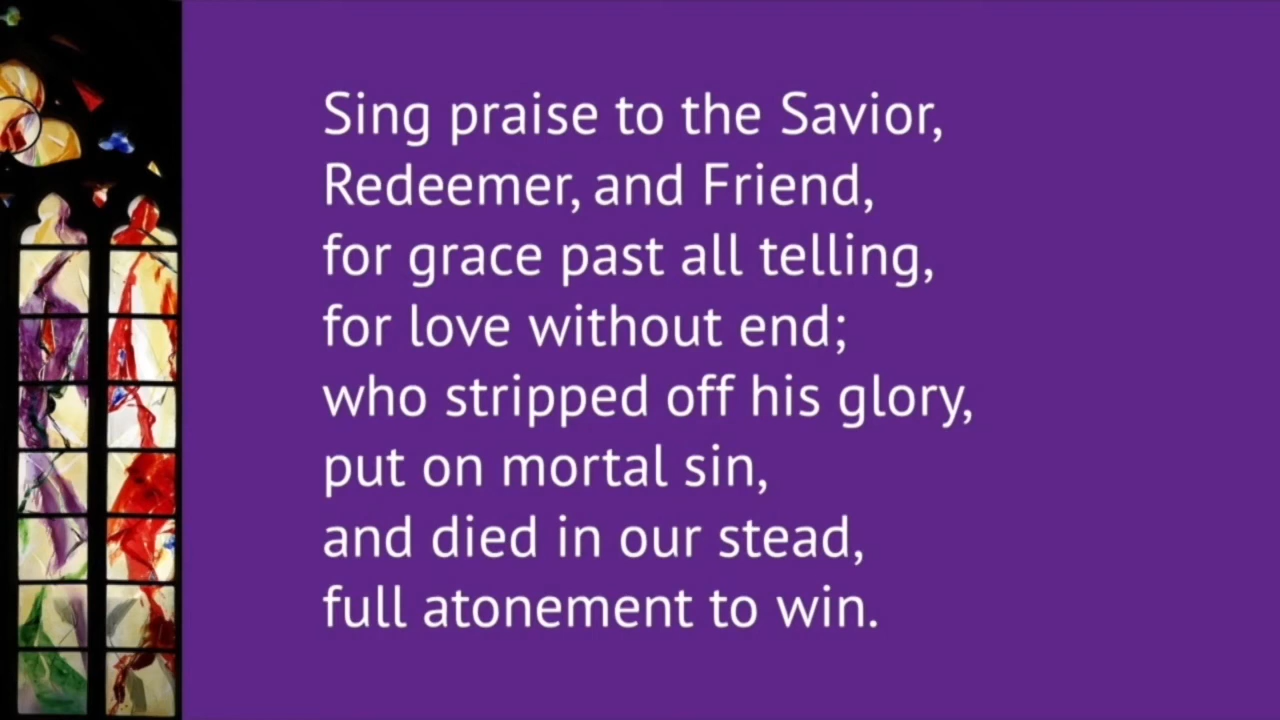 Sing praise to the Savior,
Redeemer, and Friend,
for grace past all telling,
for love without end;
who stripped off his glory,
put on mortal sin,
and died in our stead,
full atonement to win.